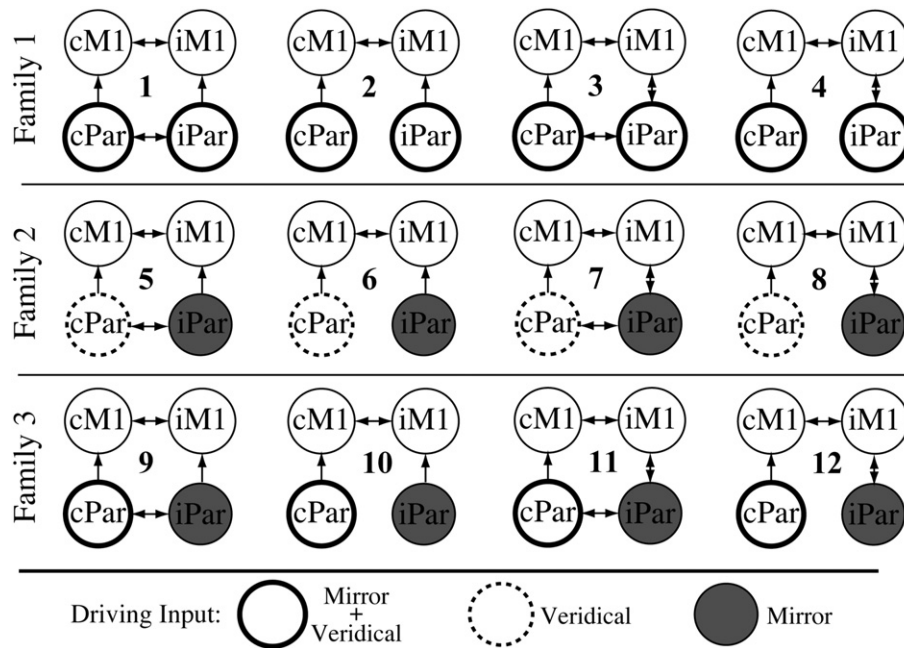 Family 1
cM1 iM1 cM1 iM1 cM1 iM1 cM1 iM1
1 2 3 4
cPar iPar cPar iPar cPar iPar cPar iPar
Family 2
cM1 iM1 cM1 iM1 cM1 iM1 cM1 iM1
5 6 7 8
cPar iPar cPar iPar cPar iPar cPar iPar
Family 3
cM1 iM1 cM1 iM1 cM1 iM1 cM1 iM1
9 10 11 12
cPar iPar cPar iPar cPar iPar cPar iPar
Driving Input:
Mirror
+
Veridical
Veridical
Mirror